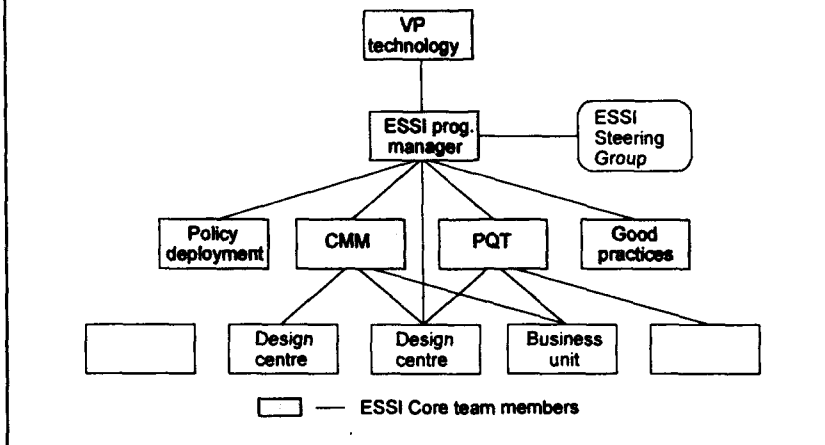 VP
technology
ESSI prog.
manager
ESSI
Steering
Group
Policy
deployment
CMM
PQT
Good
practices
Design
centre
Design
centre
Business
unit
ESSI Core team members